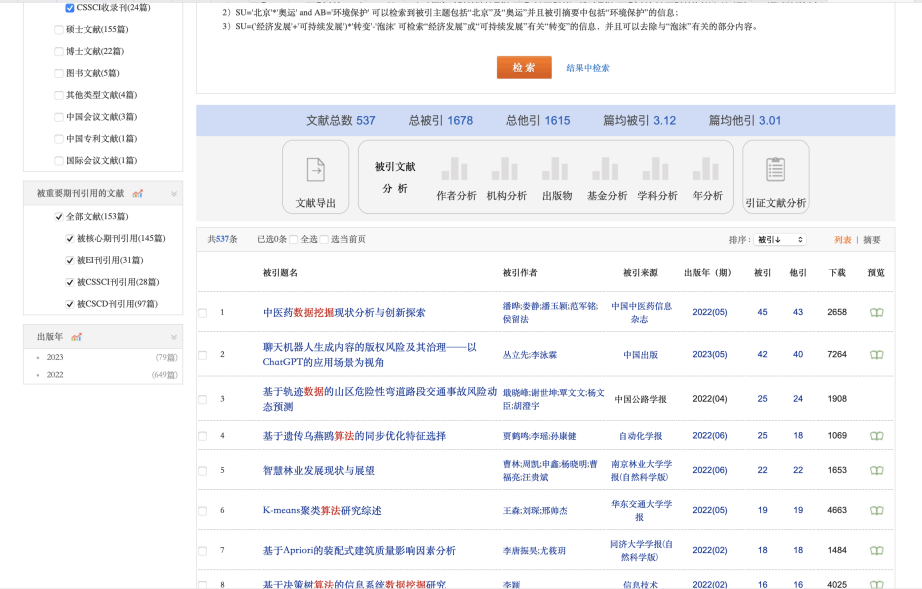 CSSCI收录刊(24篇)
硕士文献(155篇)
博士文献(22篇)
图书文献(5篇)
其他类型文献(4篇)
中国会议文献(3篇)
中国专利文献(1篇)
国际会议文献(1篇)
被重要期刊引用的文献
全部文献(153篇)
被核心期刊引用(145篇)
被EI刊引用(31篇)
被CSSCI刊引用(28篇)
被CSCD刊引用(97篇)
出版年
2023 (79篇)
2022 (649篇)
2）SU='北京'*'奥运' and AB='环境保护' 可以检索到被引主题包括“北京”及“奥运”并且被引摘要中包括“环境保护”的信息;
3）SU=('经济发展'+'可持续发展')*'转变'-'泡沫' 可检索“经济发展”或“可持续发展”有关“转变”的信息，并且可以去除与“泡沫”有关的部分内容。
检 索 结果中检索
文献总数 537 总被引 1678 总他引 1615 篇均被引 3.12 篇均他引 3.01
文献导出
被引文献
分 析
作者分析 机构分析 出版物 基金分析 学科分析 年分析
引证文献分析
共537条 已选0条 全选 选当前页 排序: 被引↓ 列表 | 摘要
被引题名 被引作者 被引来源 出版年（期） 被引 他引 下载 预览
1 中医药数据挖掘现状分析与创新探索 潘晔;娄静;潘玉颖;范军铭;侯留法 中国中医药信息杂志 2022(05) 45 43 2658
2 聊天机器人生成内容的版权风险及其治理——以ChatGPT的应用场景为视角 丛立先;李泳霖 中国出版 2023(05) 42 40 7264
3 基于轨迹数据的山区危险性弯道路段交通事故风险动态预测 戢晓峰;谢世坤;覃文文;杨文臣;胡澄宇 中国公路学报 2022(04) 25 24 1908
4 基于遗传乌燕鸥算法的同步优化特征选择 贾鹤鸣;李瑶;孙康健 自动化学报 2022(06) 25 18 1069
5 智慧林业发展现状与展望 曹林;周凯;申鑫;杨晓明;曹福亮;汪贵斌 南京林业大学学报(自然科学版) 2022(06) 22 22 1653
6 K-means聚类算法研究综述 王森;刘琛;邢帅杰 华东交通大学学报 2022(05) 19 19 4663
7 基于Apriori的装配式建筑质量影响因素分析 李唐振昊;尤筱玥 同济大学学报(自然科学版) 2022(02) 18 18 1484
8 基于决策树算法的信息系统数据挖掘研究 李颖 信息技术 2022(02) 16 16 4025